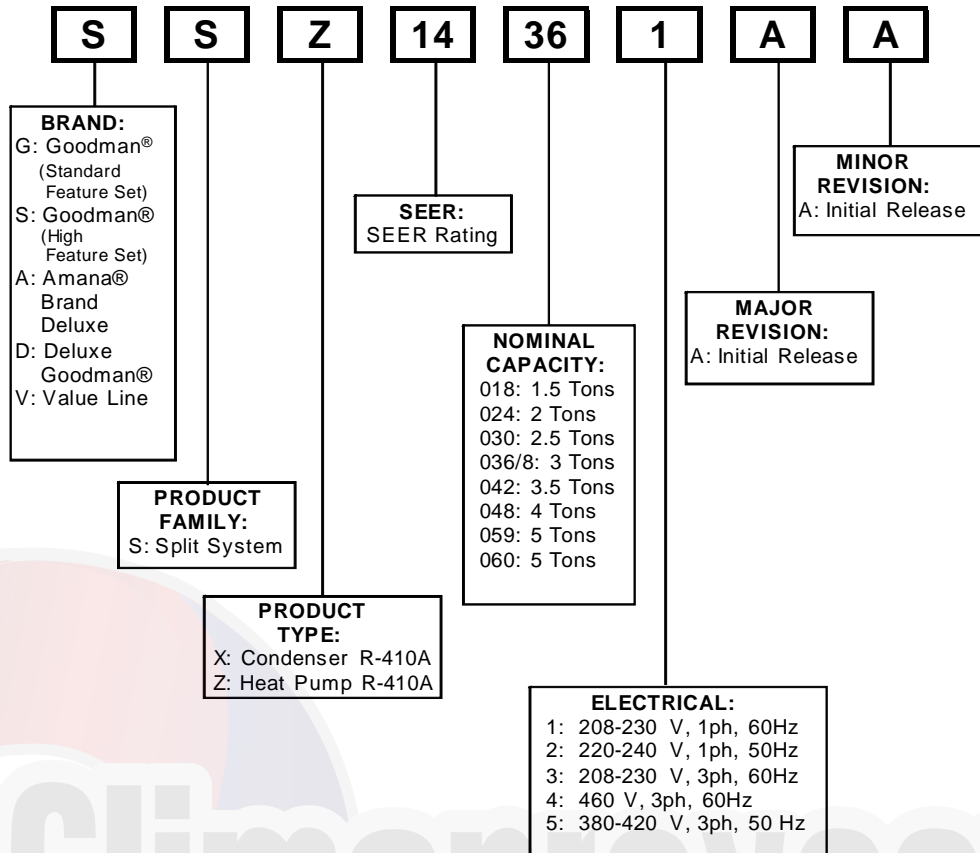 S S Z 14 36 1 A A
BRAND:
G: Goodman®
(Standard
Feature Set)
S: Goodman®
(High
Feature Set)
A: Amana®
Brand
Deluxe
D: Deluxe
Goodman®
V: Value Line
PRODUCT
FAMILY:
S: Split System
PRODUCT
TYPE:
X: Condenser R-410A
Z: Heat Pump R-410A
SEER:
SEER Rating
NOMINAL
CAPACITY:
018: 1.5 Tons
024: 2 Tons
030: 2.5 Tons
036/8: 3 Tons
042: 3.5 Tons
048: 4 Tons
059: 5 Tons
060: 5 Tons
ELECTRICAL:
1: 208-230 V, 1ph, 60Hz
2: 220-240 V, 1ph, 50Hz
3: 208-230 V, 3ph, 60Hz
4: 460 V, 3ph, 60Hz
5: 380-420 V, 3ph, 50 Hz
MAJOR
REVISION:
A: Initial Release
MINOR
REVISION:
A: Initial Release